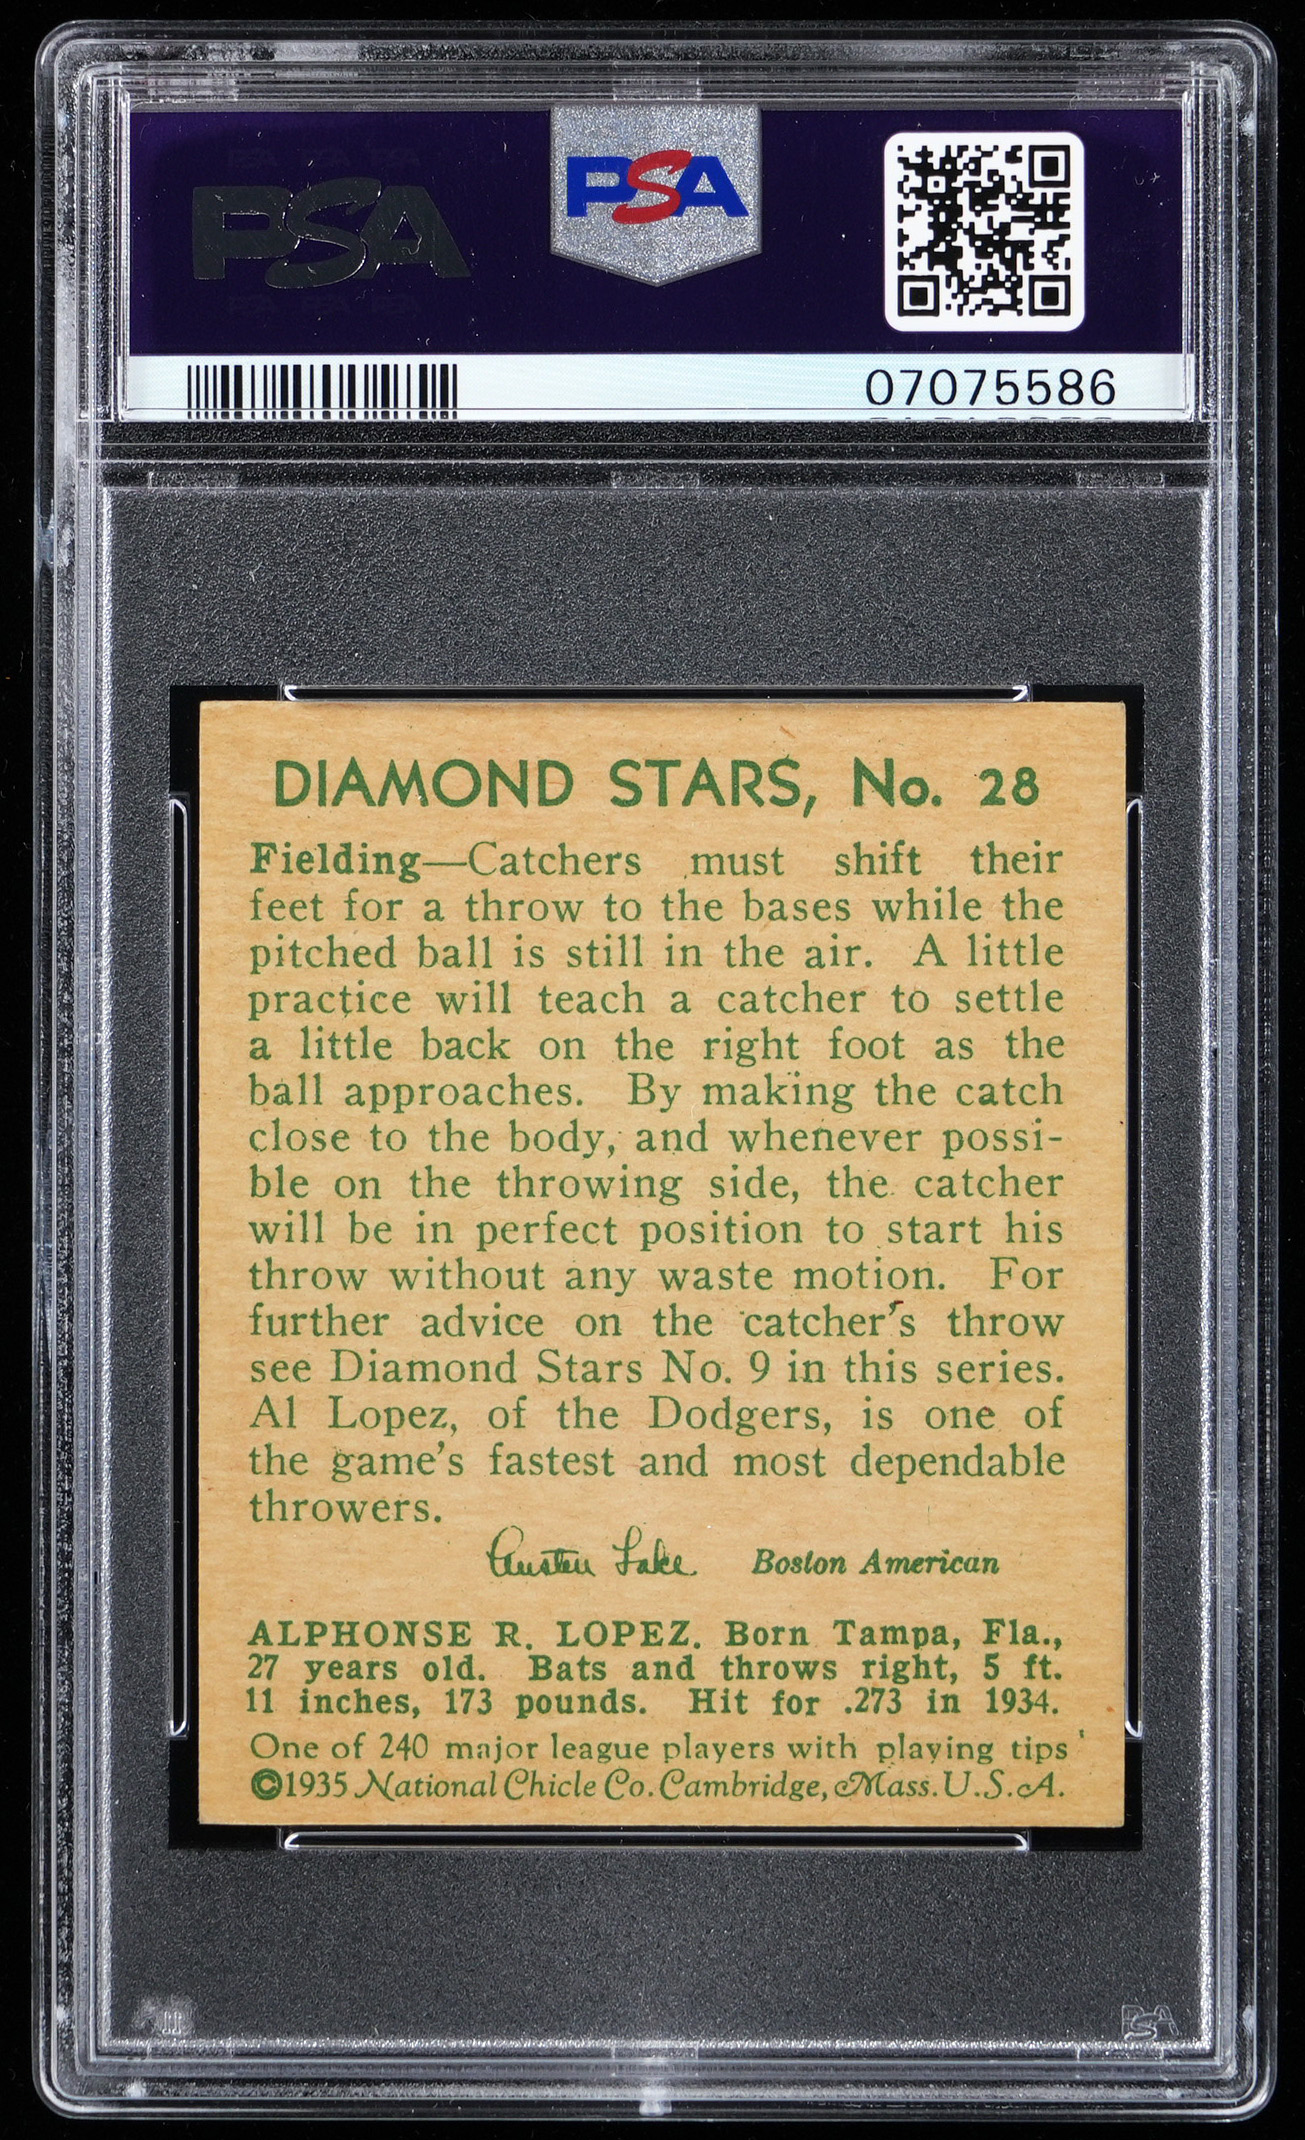 PSA
PSA
07075586
DIAMOND STARS, No. 28
Fielding—Catchers must shift their
feet for a throw to the bases while the
pitched ball is still in the air. A little
practice will teach a catcher to settle
a little back on the right foot as the
ball approaches. By making the catch
close to the body, and whenever possi-
ble on the throwing side, the catcher
will be in perfect position to start his
throw without any waste motion. For
further advice on the catcher's throw
see Diamond Stars No. 9 in this series.
Al Lopez, of the Dodgers, is one of
the game's fastest and most dependable
throwers.
Austen Lake Boston American
ALPHONSE R. LOPEZ. Born Tampa, Fla.,
27 years old. Bats and throws right, 5 ft.
11 inches, 173 pounds. Hit for .273 in 1934.
One of 240 major league players with playing tips
©1935 National Chicle Co. Cambridge, Mass. U.S.A.
PSA